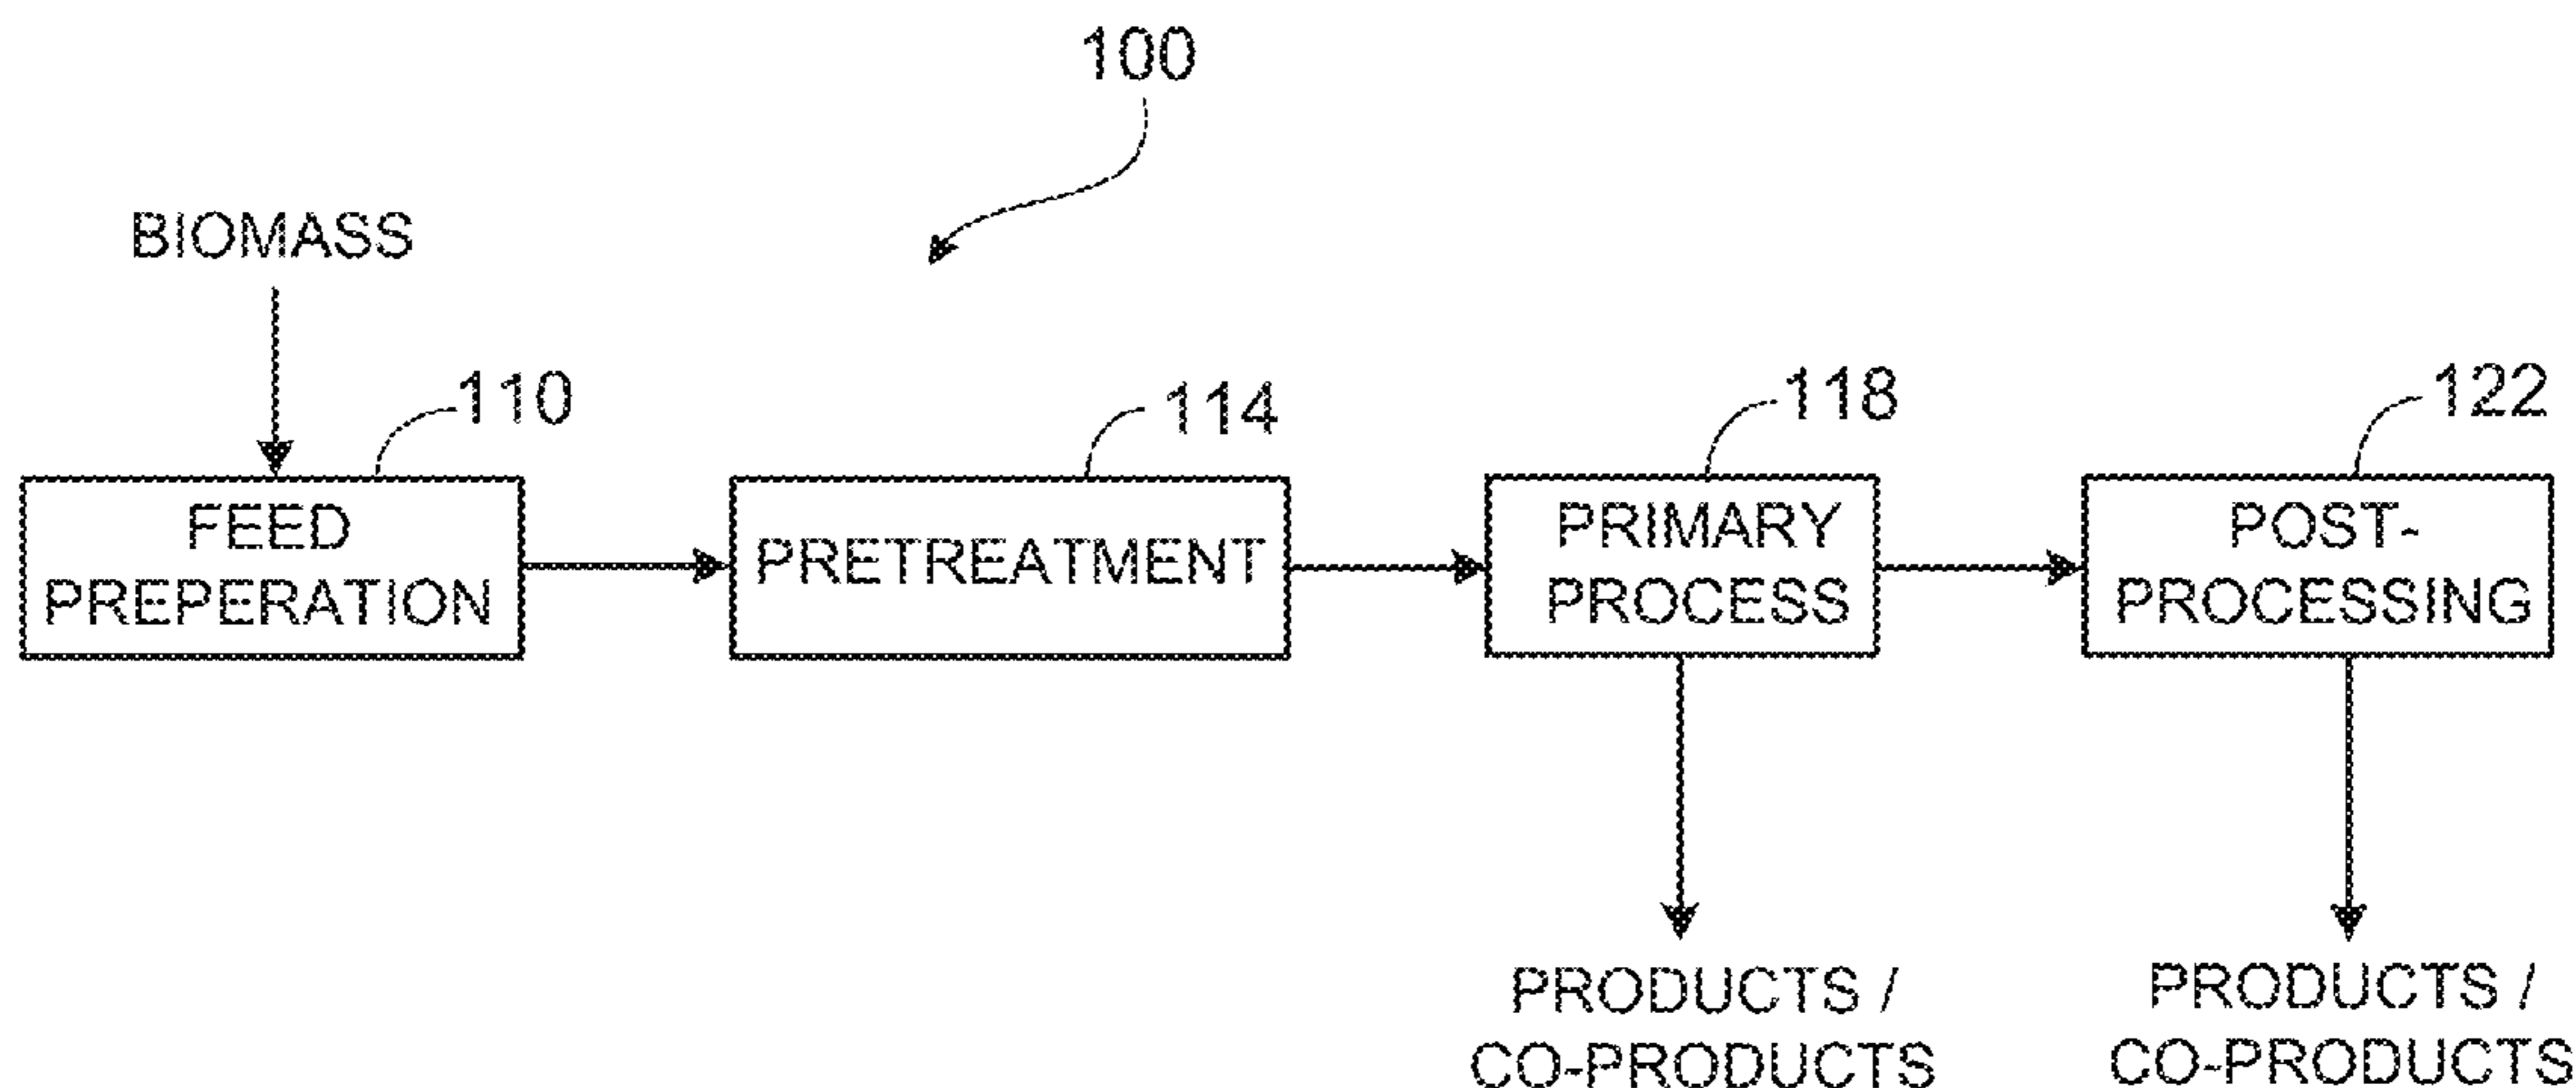 100
BIOMASS
110
114
118
122
FEED
PREPERATION
PRETREATMENT
PRIMARY
PROCESS
POST-
PROCESSING
PRODUCTS /
CO-PRODUCTS
PRODUCTS /
CO-PRODUCTS